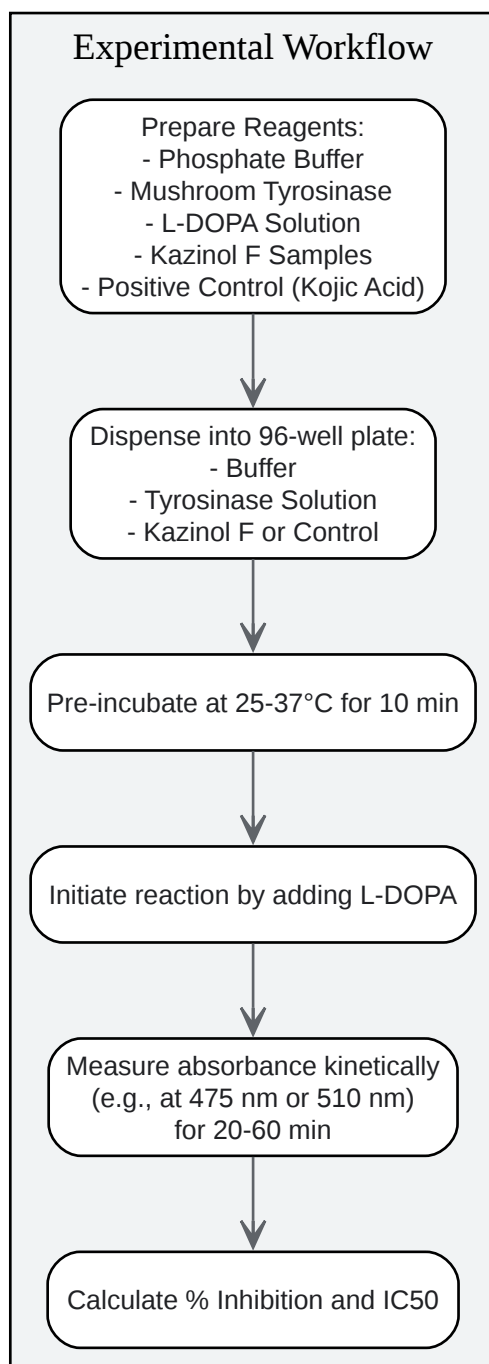 Experimental Workflow
Prepare Reagents:
- Phosphate Buffer
- Mushroom Tyrosinase
- L-DOPA Solution
- Kazinol F Samples
- Positive Control (Kojic Acid)
Dispense into 96-well plate:
- Buffer
- Tyrosinase Solution
- Kazinol F or Control
Pre-incubate at 25-37°C for 10 min
Initiate reaction by adding L-DOPA
Measure absorbance kinetically
(e.g., at 475 nm or 510 nm)
for 20-60 min
Calculate % Inhibition and IC50